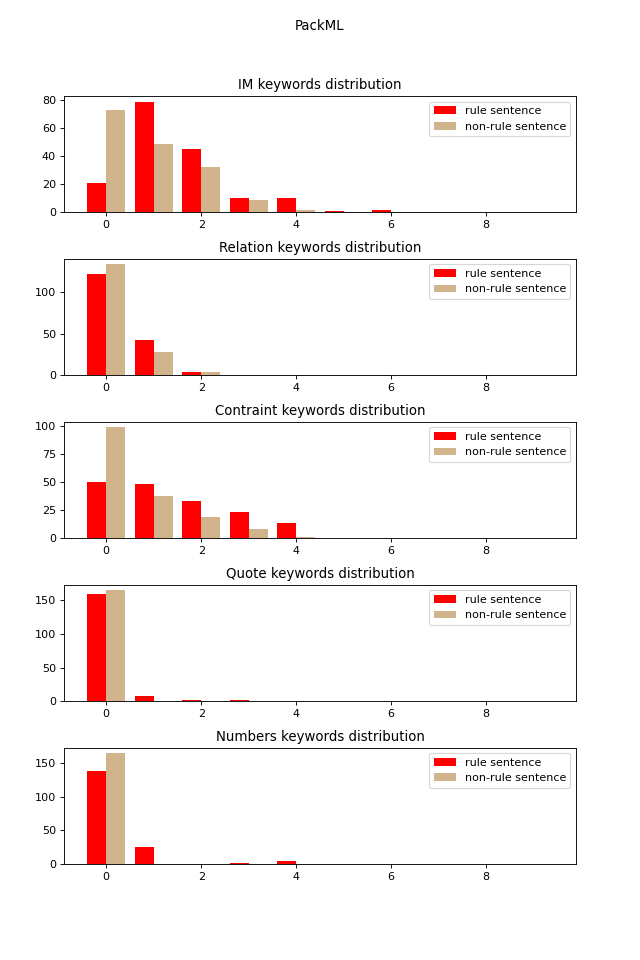 PackML
IM keywords distribution
80
60
40
20
0
rule sentence
non-rule sentence
0 2 4 6 8
Relation keywords distribution
100
50
0
rule sentence
non-rule sentence
0 2 4 6 8
Contraint keywords distribution
100
75
50
25
0
rule sentence
non-rule sentence
0 2 4 6 8
Quote keywords distribution
150
100
50
0
rule sentence
non-rule sentence
0 2 4 6 8
Numbers keywords distribution
150
100
50
0
rule sentence
non-rule sentence
0 2 4 6 8